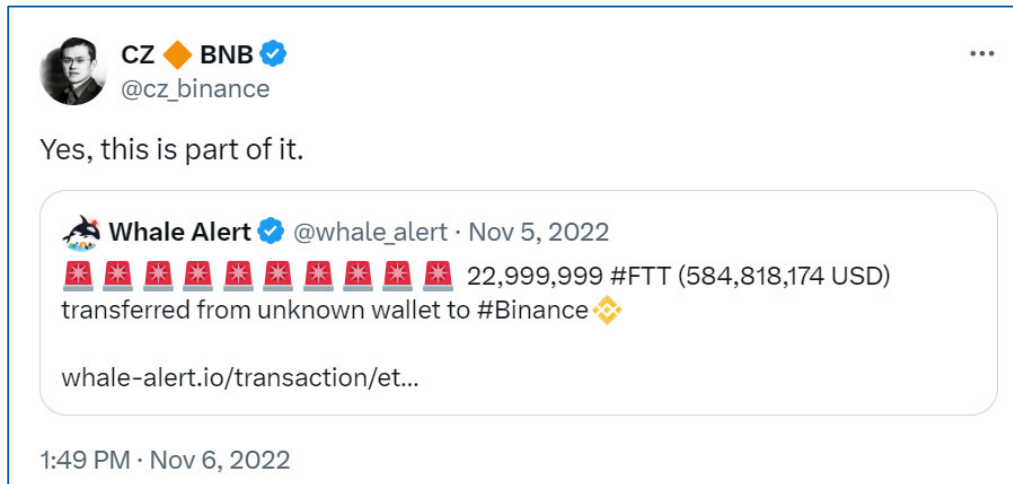 CZ 🔶 BNB
@cz_binance
Yes, this is part of it.
Whale Alert @whale_alert · Nov 5, 2022
🚨🚨🚨🚨🚨🚨🚨🚨🚨🚨 22,999,999 #FTT (584,818,174 USD)
transferred from unknown wallet to #Binance
whale-alert.io/transaction/et...
1:49 PM · Nov 6, 2022